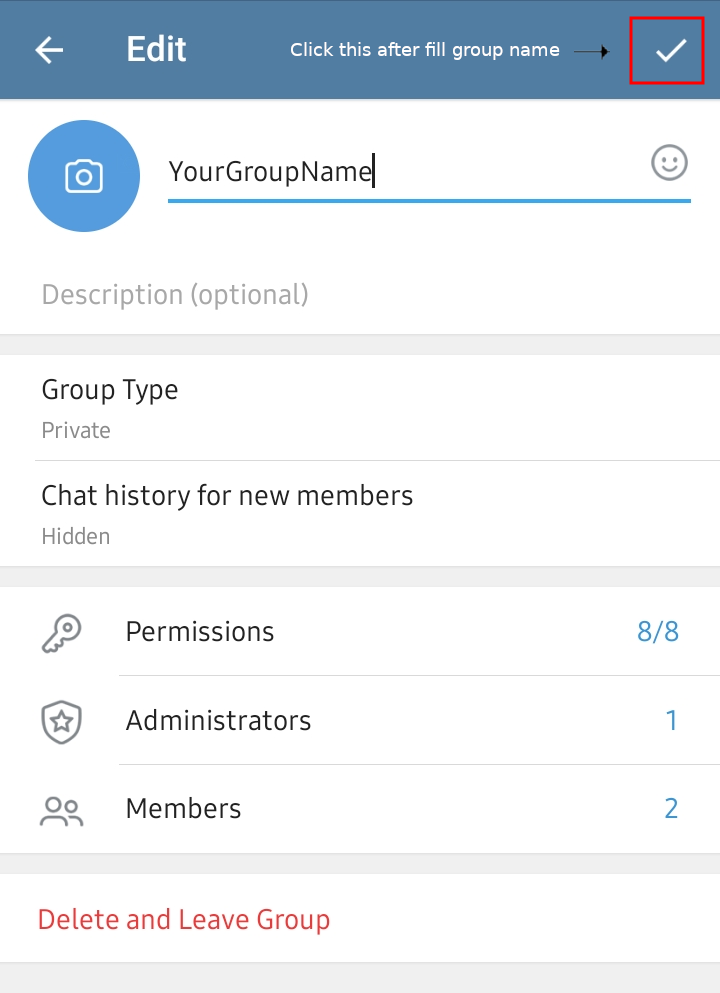 Edit
Click this after fill group name
YourGroupName
Description (optional)
Group Type
Private
Chat history for new members
Hidden
Permissions 8/8
Administrators 1
Members 2
Delete and Leave Group